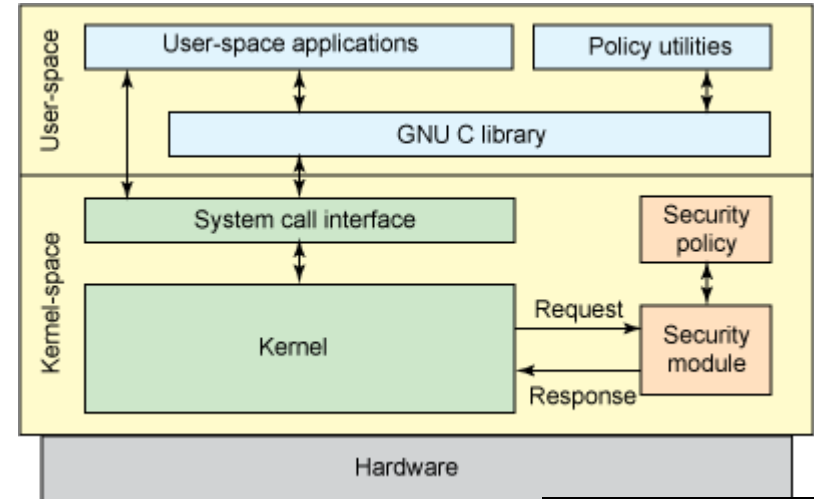 User-space
User-space applications
Policy utilities
GNU C library
Kernel-space
System call interface
Security
policy
Kernel
Request
Response
Security
module
Hardware